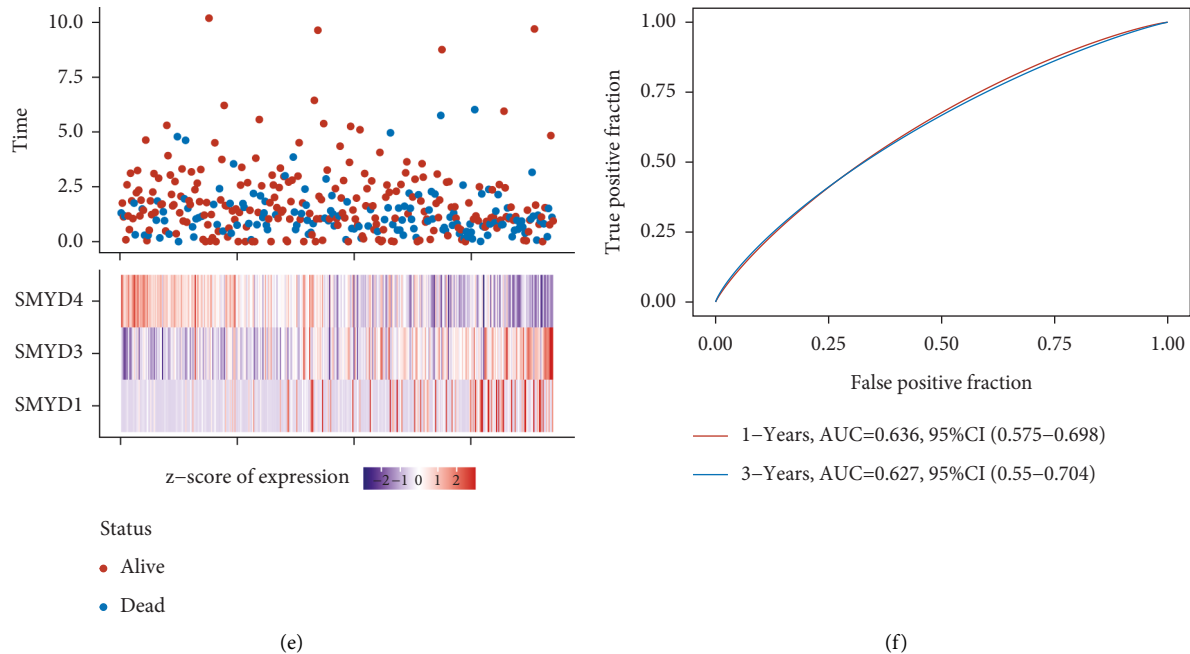 10.0
7.5
5.0
2.5
0.0
Time
SMYD4
SMYD3
SMYD1
z−score of expression
−2 −1 0 1 2
Status
Alive
Dead
(e)
1.00
0.75
0.50
0.25
0.00
True positive fraction
0.00 0.25 0.50 0.75 1.00
False positive fraction
1−Years, AUC=0.636, 95%CI (0.575−0.698)
3−Years, AUC=0.627, 95%CI (0.55−0.704)
(f)